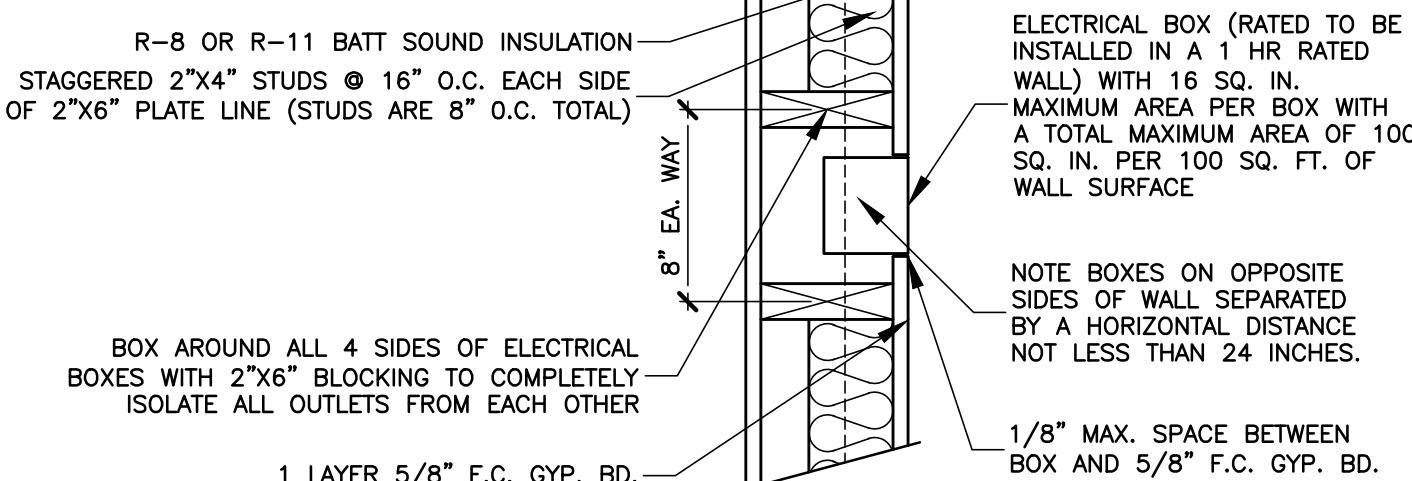 R-8 OR R-11 BATT SOUND INSULATION
STAGGERED 2"X4" STUDS @ 16" O.C. EACH SIDE
OF 2"X6" PLATE LINE (STUDS ARE 8" O.C. TOTAL)
8" EA. WAY
BOX AROUND ALL 4 SIDES OF ELECTRICAL
BOXES WITH 2"X6" BLOCKING TO COMPLETELY
ISOLATE ALL OUTLETS FROM EACH OTHER
1 LAYER 5/8" F.C. GYP. BD.
ELECTRICAL BOX (RATED TO BE
INSTALLED IN A 1 HR RATED
WALL) WITH 16 SQ. IN.
MAXIMUM AREA PER BOX WITH
A TOTAL MAXIMUM AREA OF 100
SQ. IN. PER 100 SQ. FT. OF
WALL SURFACE
NOTE BOXES ON OPPOSITE
SIDES OF WALL SEPARATED
BY A HORIZONTAL DISTANCE
NOT LESS THAN 24 INCHES.
1/8" MAX. SPACE BETWEEN
BOX AND 5/8" F.C. GYP. BD.